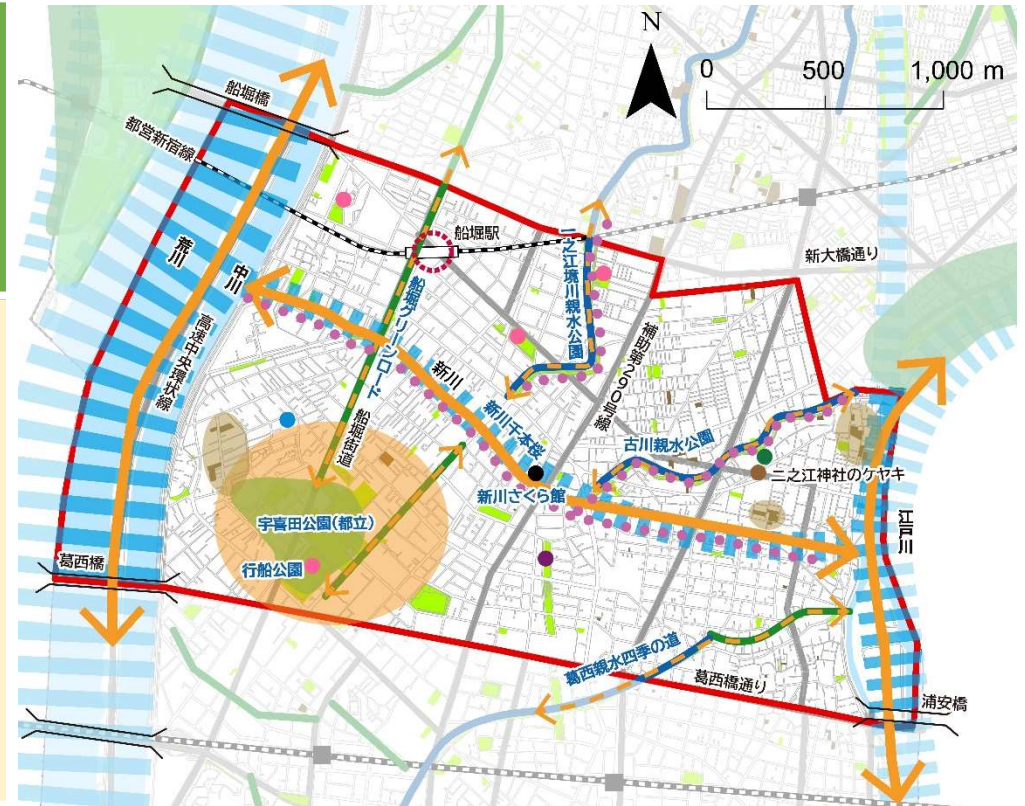 N
0 500 1,000 m
船堀橋
都営新宿線
船堀駅
新大橋通り
荒川
中川
高速中央環状線
船堀グリーンロード
一之江境川親水公園
新川
船堀街道
新川千本桜
補助第290号線
古川親水公園
二之江神社のケヤキ
新川さくら館
宇喜田公園(都立)
行船公園
江戸川
葛西橋
葛西親水四季の道
葛西橋通り
浦安橋